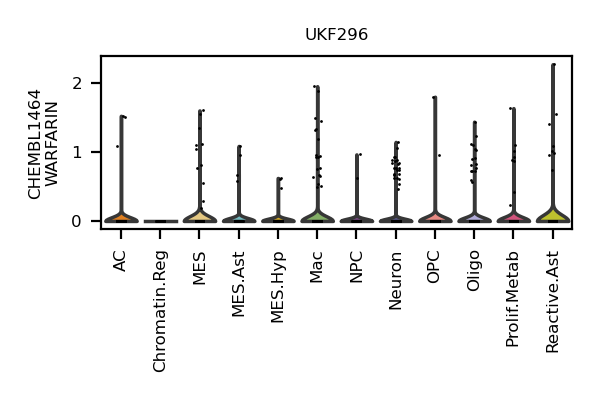 UKF296
CHEMBL1464
WARFARIN
2
1
0
AC
Chromatin.Reg
MES
MES.Ast
MES.Hyp
Mac
NPC
Neuron
OPC
Oligo
Prolif.Metab
Reactive.Ast